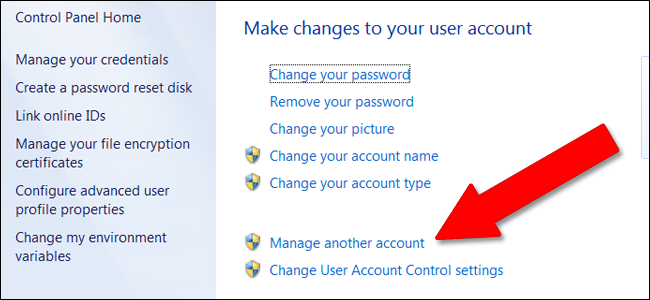 Control Panel Home
Manage your credentials
Create a password reset disk
Link online IDs
Manage your file encryption
certificates
Configure advanced user
profile properties
Change my environment
variables
Make changes to your user account
Change your password
Remove your password
Change your picture
Change your account name
Change your account type
Manage another account
Change User Account Control settings